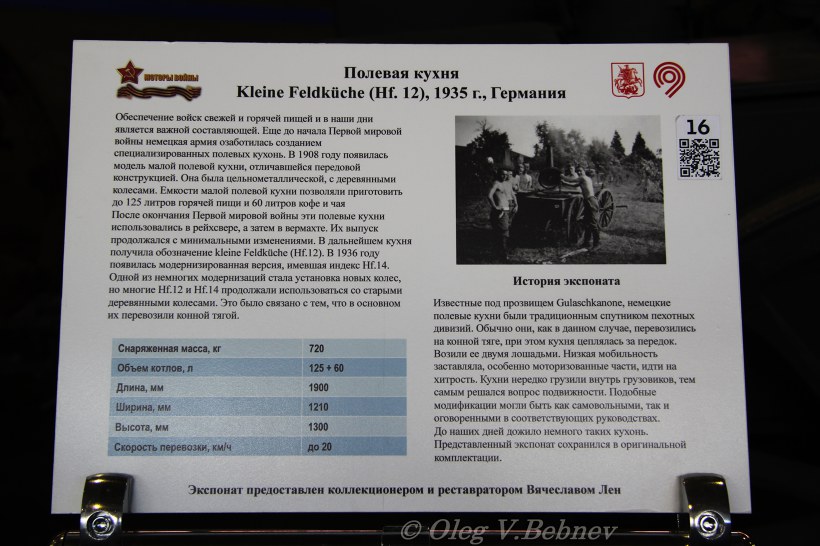 МОТОРЫ ВОЙНЫ
Полевая кухня
Kleine Feldküche (Hf. 12), 1935 г., Германия
Обеспечение войск свежей и горячей пищей и в наши дни
является важной составляющей. Еще до начала Первой мировой
войны немецкая армия озаботилась созданием
специализированных полевых кухонь. В 1908 году появилась
модель малой полевой кухни, отличавшейся передовой
конструкцией. Она была цельнометаллической, с деревянными
колесами. Емкости малой полевой кухни позволяли приготовить
до 125 литров горячей пищи и 60 литров кофе и чая
После окончания Первой мировой войны эти полевые кухни
использовались в рейхсвере, а затем в вермахте. Их выпуск
продолжался с минимальными изменениями. В дальнейшем кухня
получила обозначение kleine Feldküche (Hf.12). В 1936 году
появилась модернизированная версия, имевшая индекс Hf.14.
Одной из немногих модернизаций стала установка новых колес,
но многие Hf.12 и Hf.14 продолжали использоваться со старыми
деревянными колесами. Это было связано с тем, что в основном
их перевозили конной тягой.
Снаряженная масса, кг 720
Объем котлов, л 125 + 60
Длина, мм 1900
Ширина, мм 1210
Высота, мм 1300
Скорость перевозки, км/ч до 20
16
История экспоната
Известные под прозвищем Gulaschkanone, немецкие
полевые кухни были традиционным спутником пехотных
дивизий. Обычно они, как в данном случае, перевозились
на конной тяге, при этом кухня цеплялась за передок.
Возили ее двумя лошадьми. Низкая мобильность
заставляла, особенно моторизованные части, идти на
хитрость. Кухни нередко грузили внутрь грузовиков, тем
самым решался вопрос подвижности. Подобные
модификации могли быть как самовольными, так и
оговоренными в соответствующих руководствах.
До наших дней дожило немного таких кухонь.
Представленный экспонат сохранился в оригинальной
комплектации.
Экспонат предоставлен коллекционером и реставратором Вячеславом Лен
© Oleg V.Bebnev